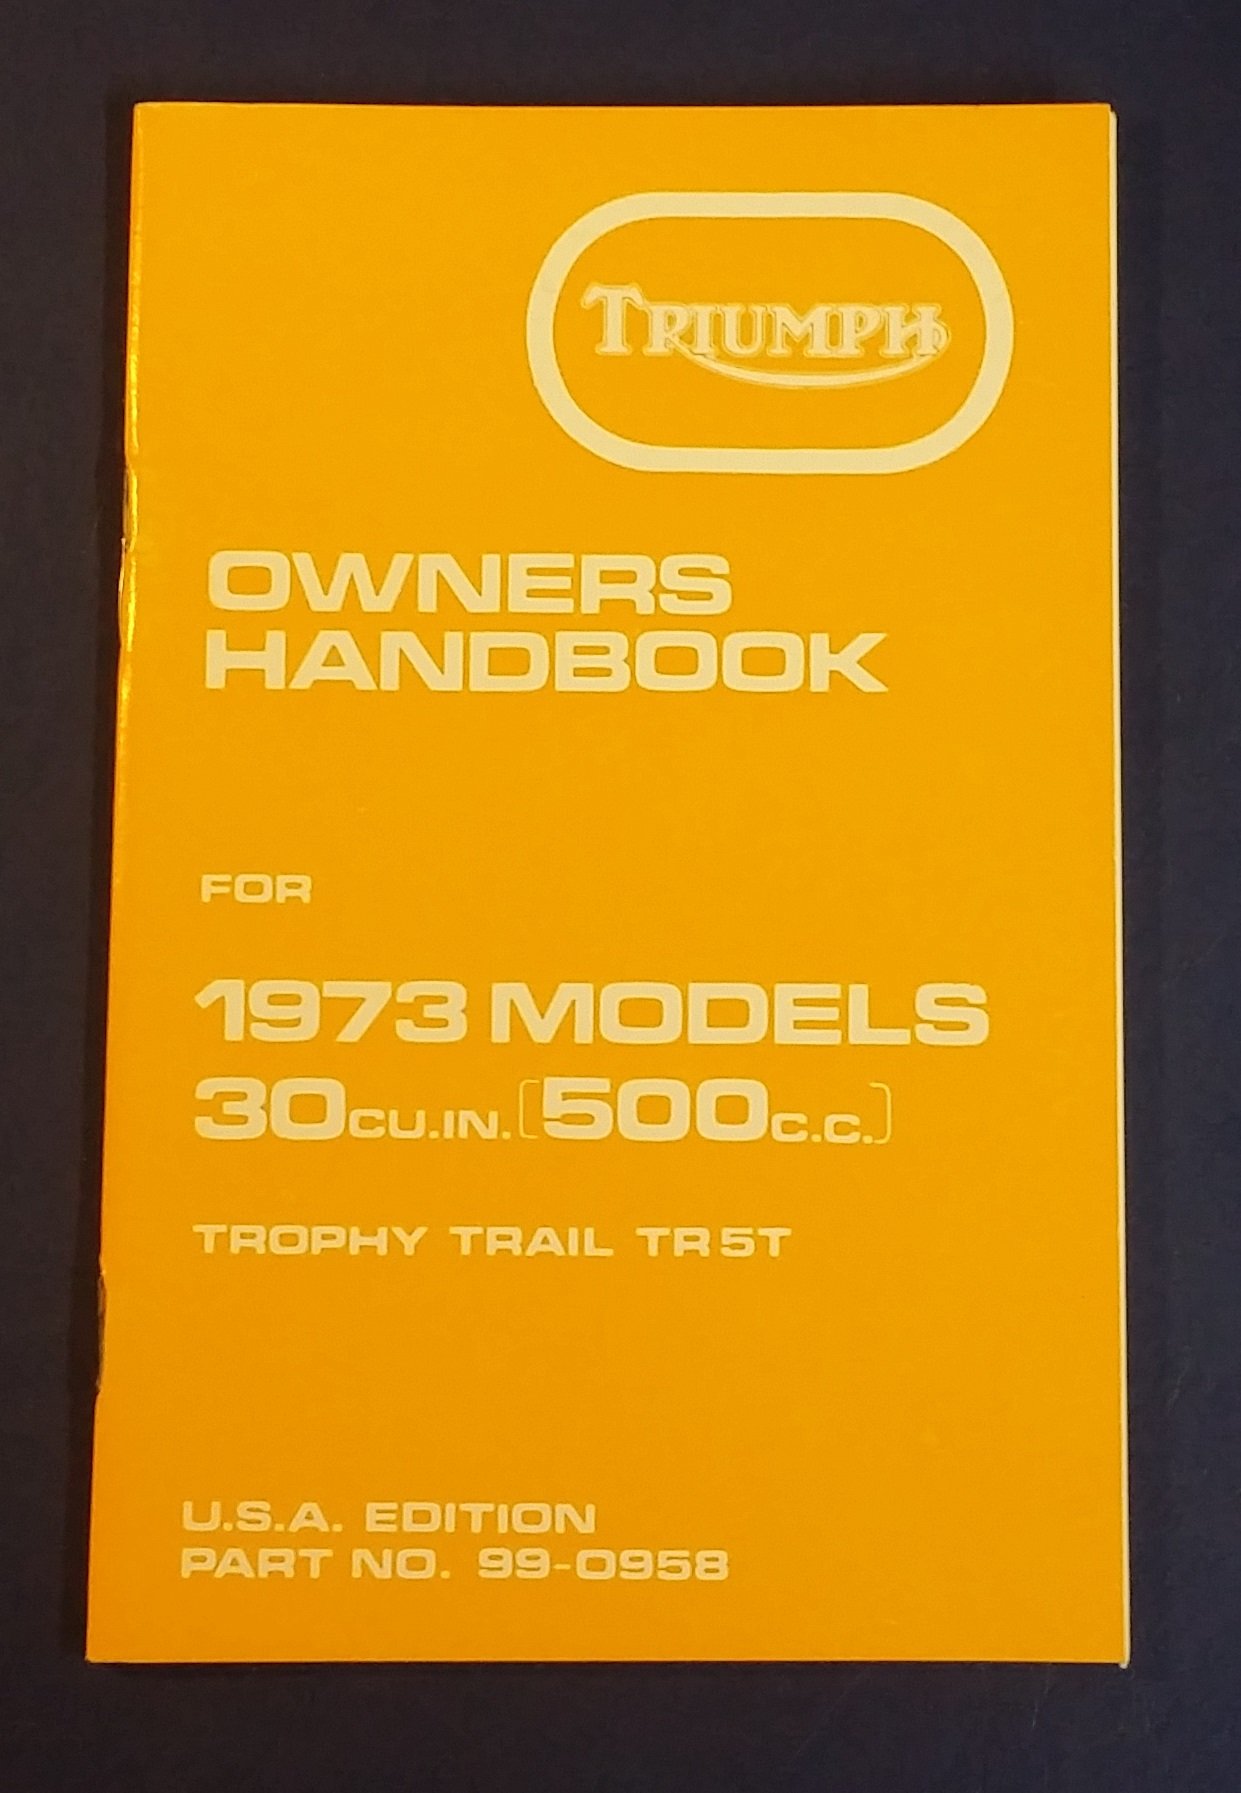 TRIUMPH
OWNERS
HANDBOOK
FOR
1973 MODELS
30CU.IN.[500C.C.]
TROPHY TRAIL TR5T
U.S.A. EDITION
PART NO. 99-0958